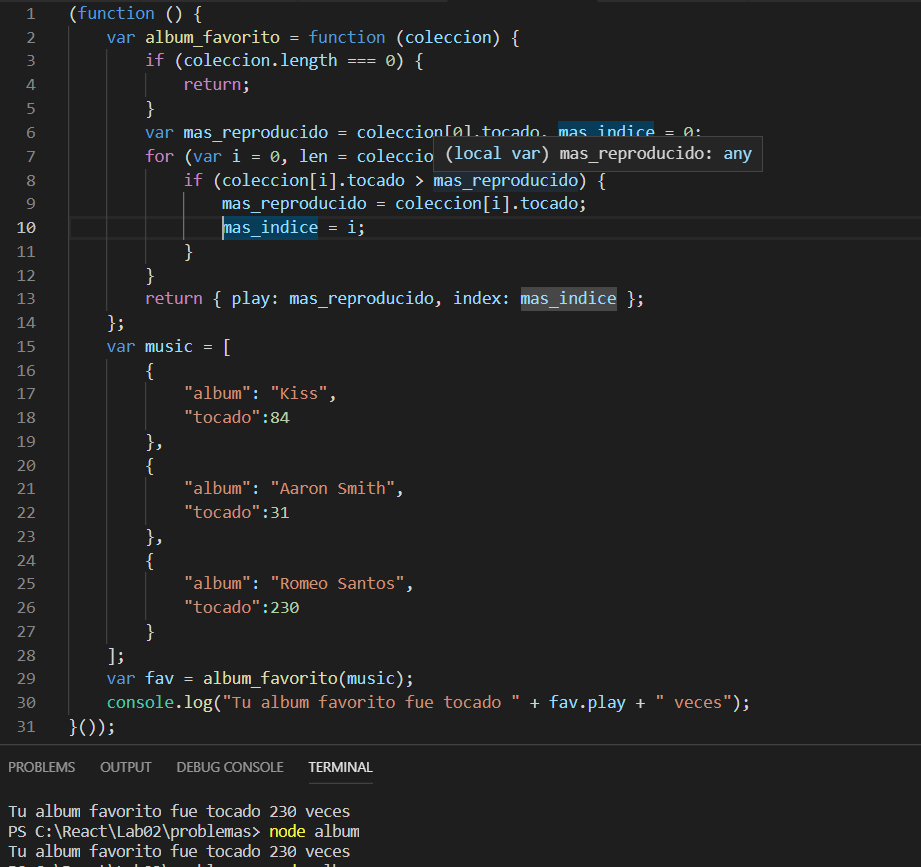 1 (function () {
2 var album_favorito = function (coleccion) {
3 if (coleccion.length === 0) {
4 return;
5 }
6 var mas_reproducido = coleccion[0].tocado, mas_indice = 0;
7 for (var i = 0, len = coleccio
(local var) mas_reproducido: any
8 if (coleccion[i].tocado > mas_reproducido) {
9 mas_reproducido = coleccion[i].tocado;
10 mas_indice = i;
11 }
12 }
13 return { play: mas_reproducido, index: mas_indice };
14 };
15 var music = [
16 {
17 "album": "Kiss",
18 "tocado":84
19 },
20 {
21 "album": "Aaron Smith",
22 "tocado":31
23 },
24 {
25 "album": "Romeo Santos",
26 "tocado":230
27 }
28 ];
29 var fav = album_favorito(music);
30 console.log("Tu album favorito fue tocado " + fav.play + " veces");
31 }());
PROBLEMS OUTPUT DEBUG CONSOLE TERMINAL
Tu album favorito fue tocado 230 veces
PS C:\React\Lab02\problemas> node album
Tu album favorito fue tocado 230 veces